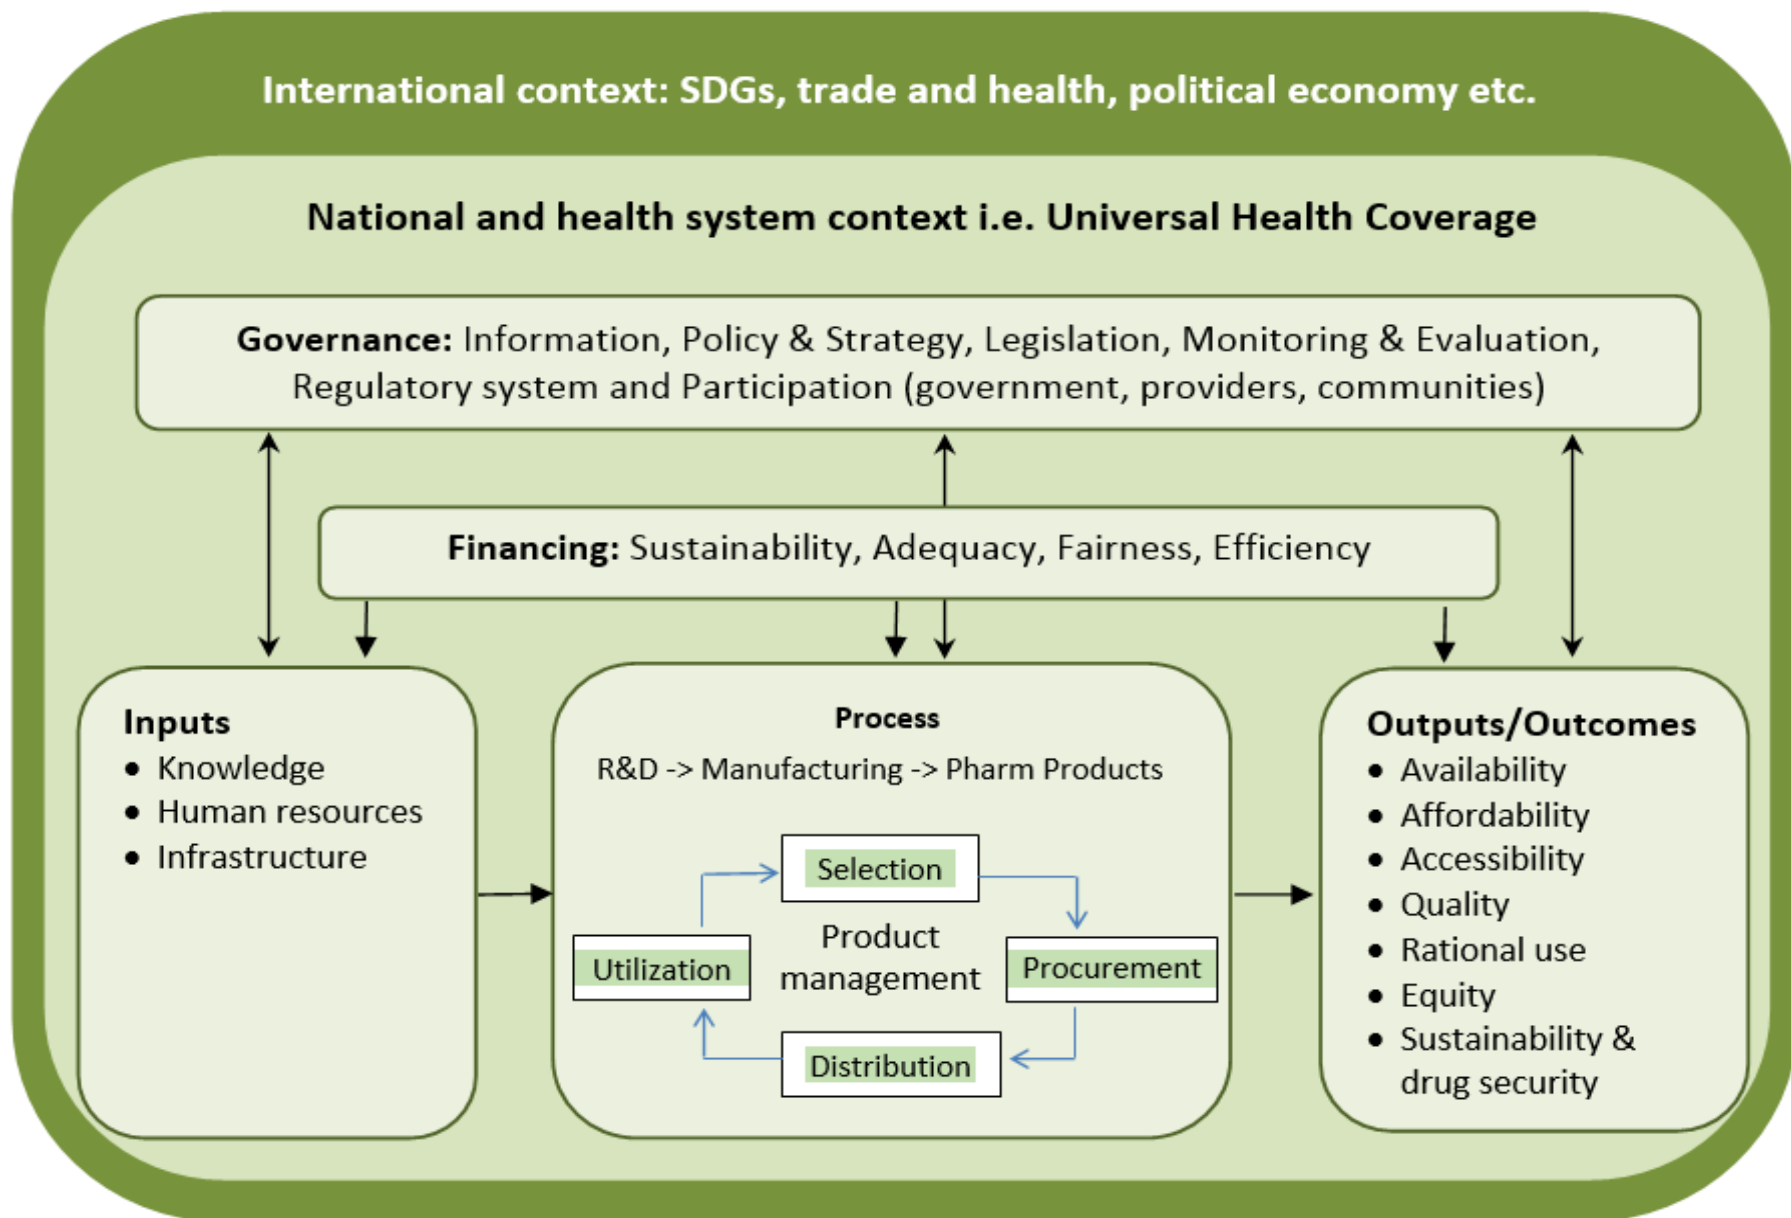 International context: SDGs, trade and health, political economy etc.
National and health system context i.e. Universal Health Coverage
Governance: Information, Policy & Strategy, Legislation, Monitoring & Evaluation,
Regulatory system and Participation (government, providers, communities)
Financing: Sustainability, Adequacy, Fairness, Efficiency
Inputs
• Knowledge
• Human resources
• Infrastructure
Process
R&D -> Manufacturing -> Pharm Products
Selection
Product
management
Utilization
Procurement
Distribution
Outputs/Outcomes
• Availability
• Affordability
• Accessibility
• Quality
• Rational use
• Equity
• Sustainability &
drug security